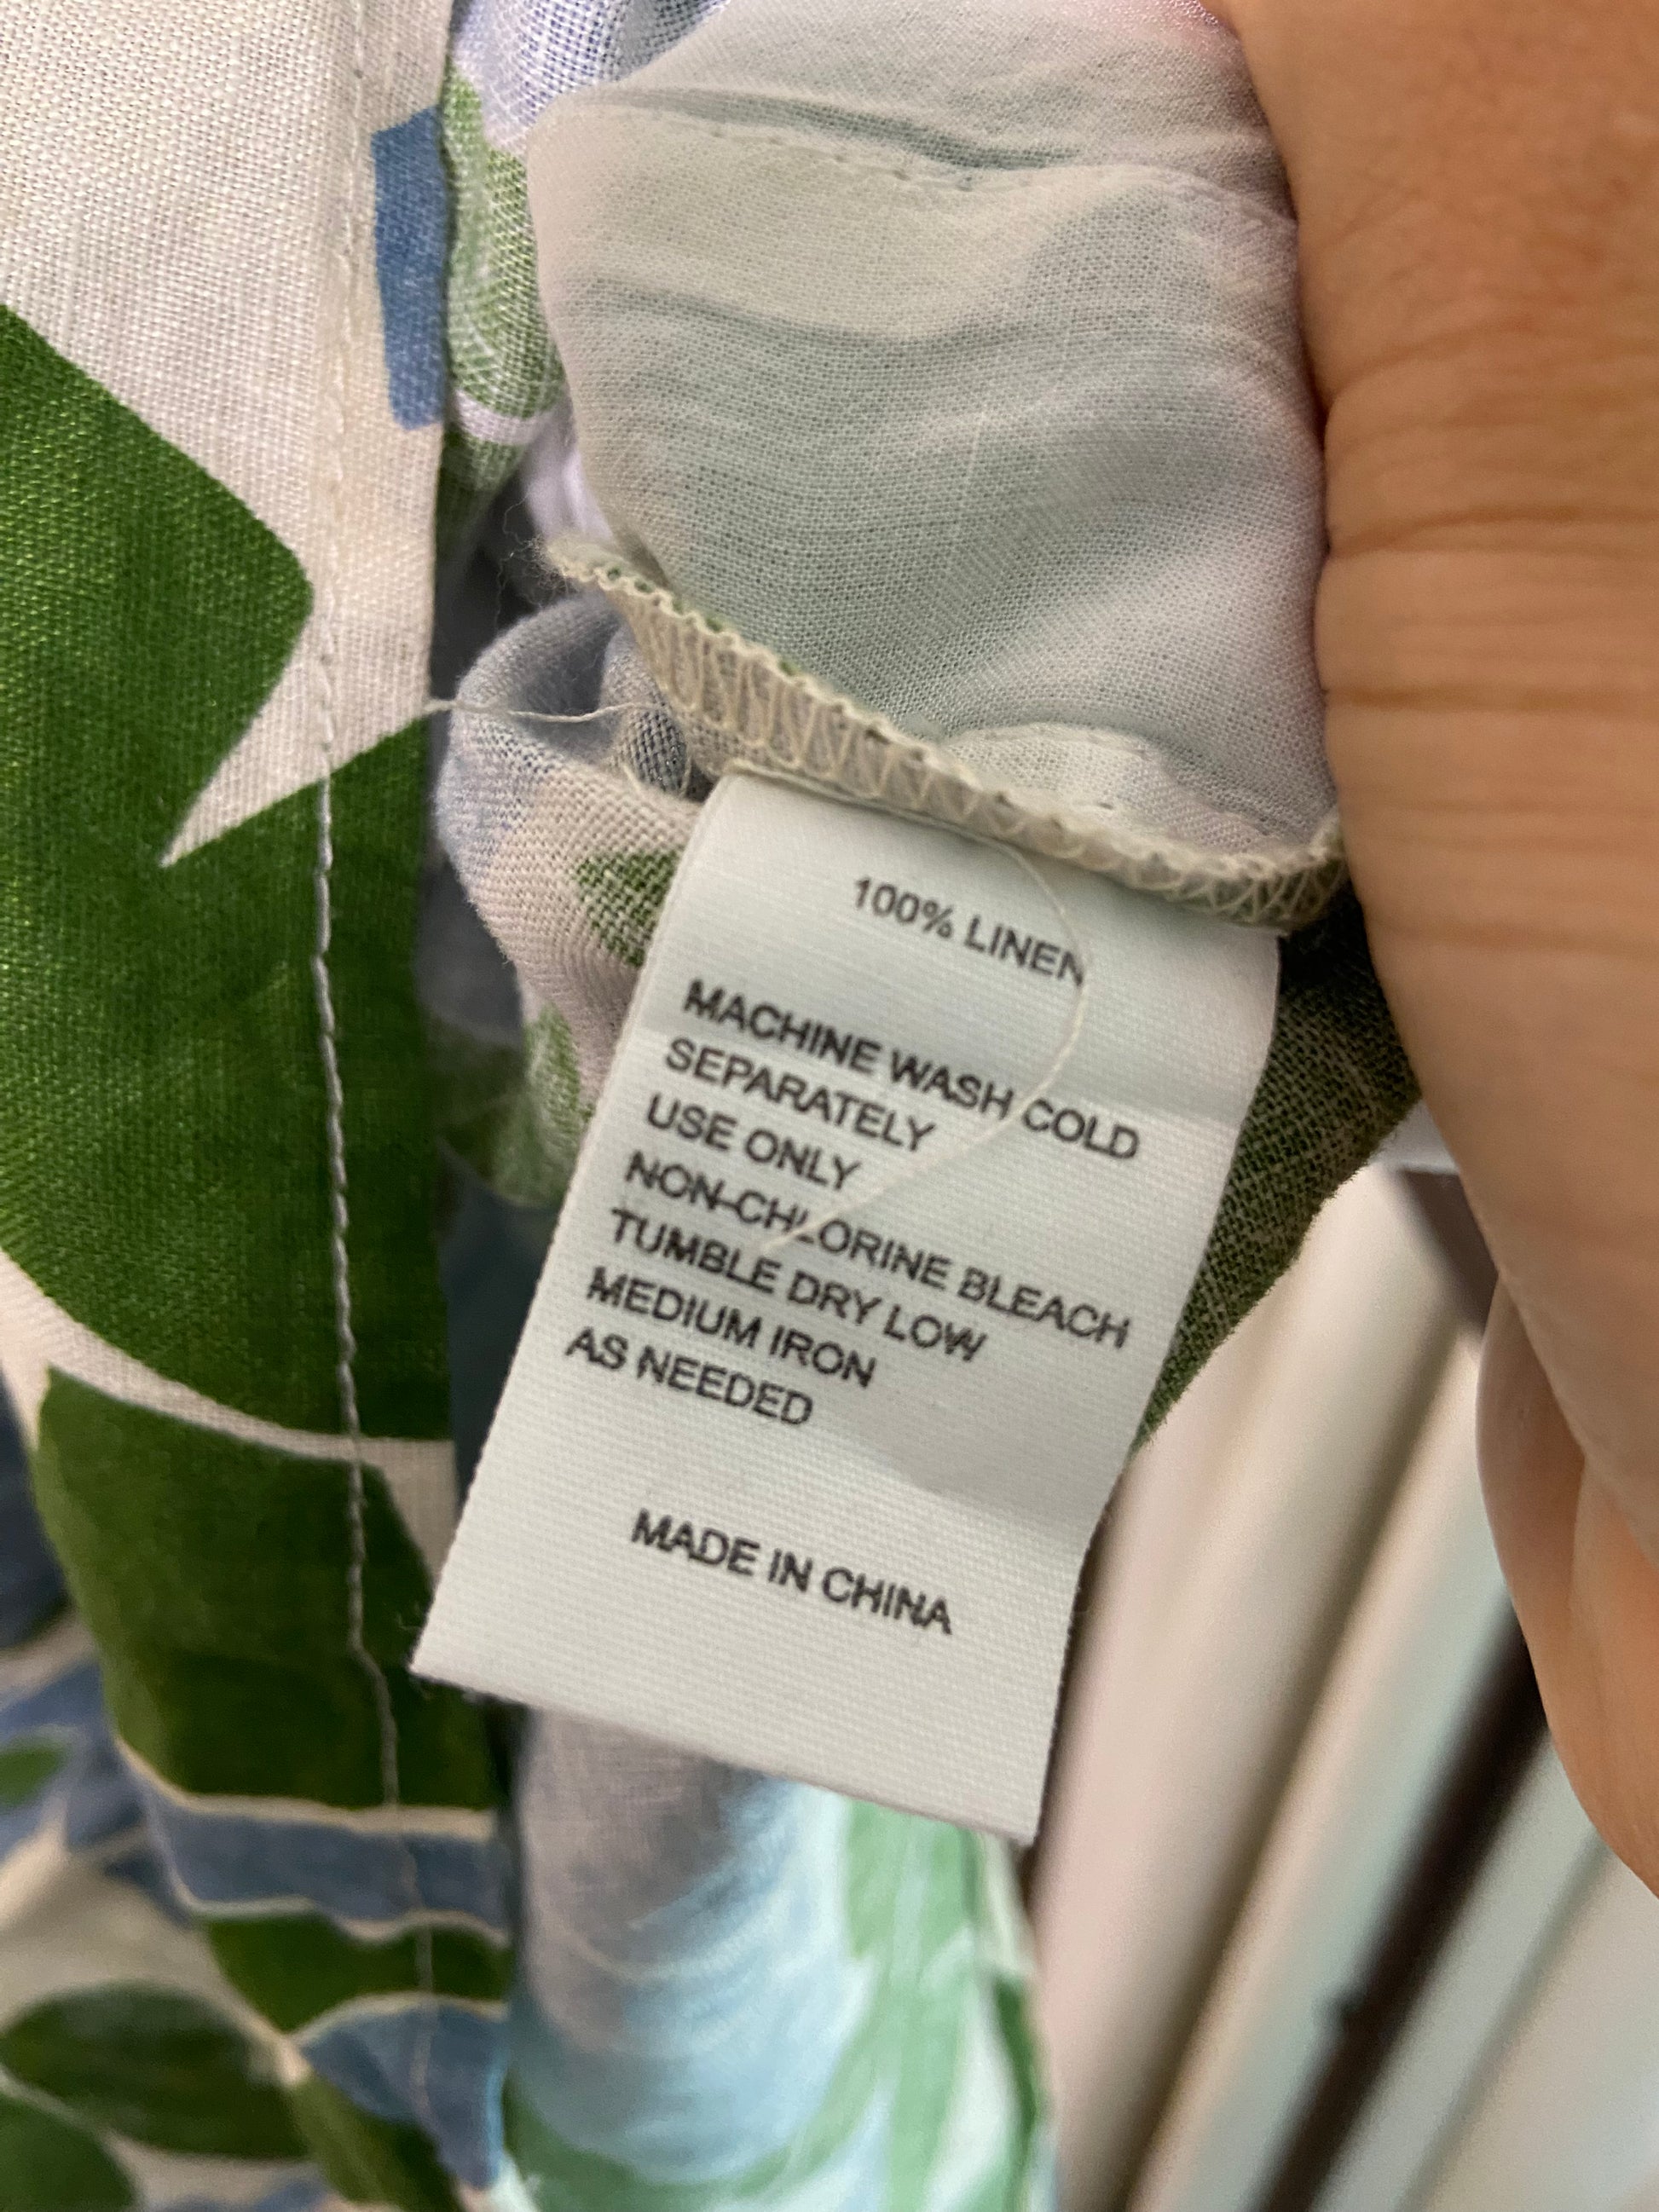 100% LINEN
MACHINE WASH COLD
SEPARATELY
USE ONLY
NON-CHLORINE BLEACH
TUMBLE DRY LOW
MEDIUM IRON
AS NEEDED
MADE IN CHINA